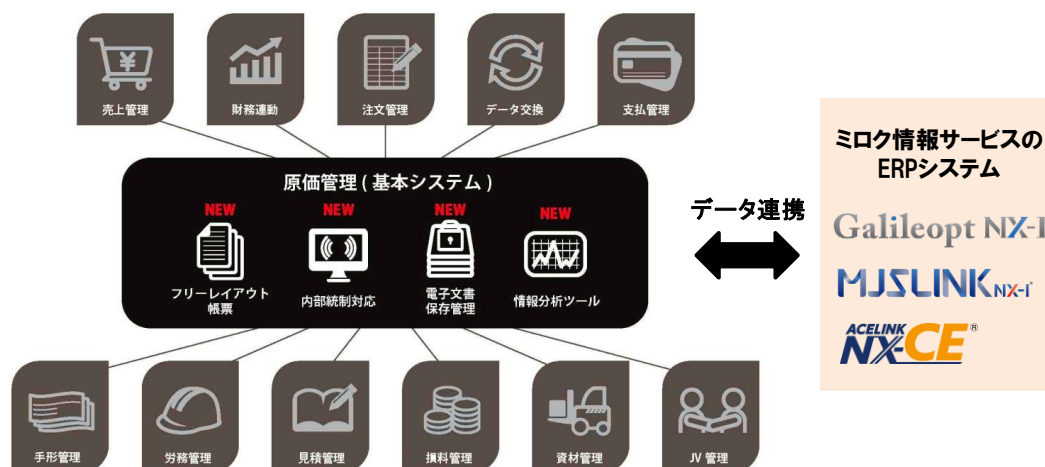 ¥
売上管理
財務連動
注文管理
データ交換
支払管理
原価管理 ( 基本システム )
NEW
NEW
NEW
NEW
フリーレイアウト
帳票
内部統制対応
電子文書
保存管理
情報分析ツール
手形管理
労務管理
見積管理
損料管理
資材管理
JV 管理
データ連携
ミロク情報サービスの
ERPシステム
Galileopt NX-I
MJSLINK NX-I
ACELINK
NX-CE®